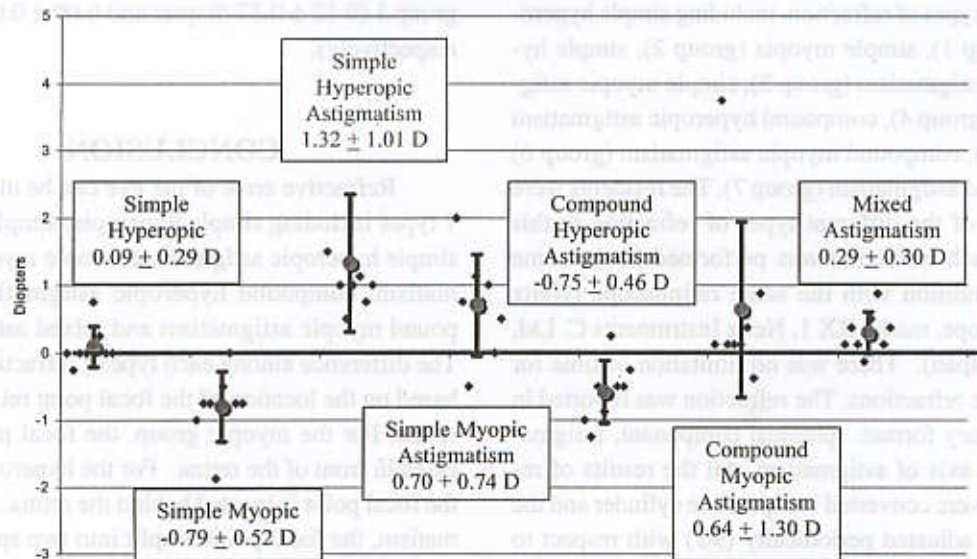 5
4
3
2
1
0
-1
-2
-3
Diopters
Simple
Hyperopic
Astigmatism
1.32 ± 1.01 D
Simple
Hyperopic
0.09 ± 0.29 D
Compound
Hyperopic
Astigmatism
-0.75 ± 0.46 D
Mixed
Astigmatism
0.29 ± 0.30 D
Simple Myopic
Astigmatism
0.70 + 0.74 D
Compound
Myopic
Astigmatism
0.64 ± 1.30 D
Simple Myopic
-0.79 ± 0.52 D